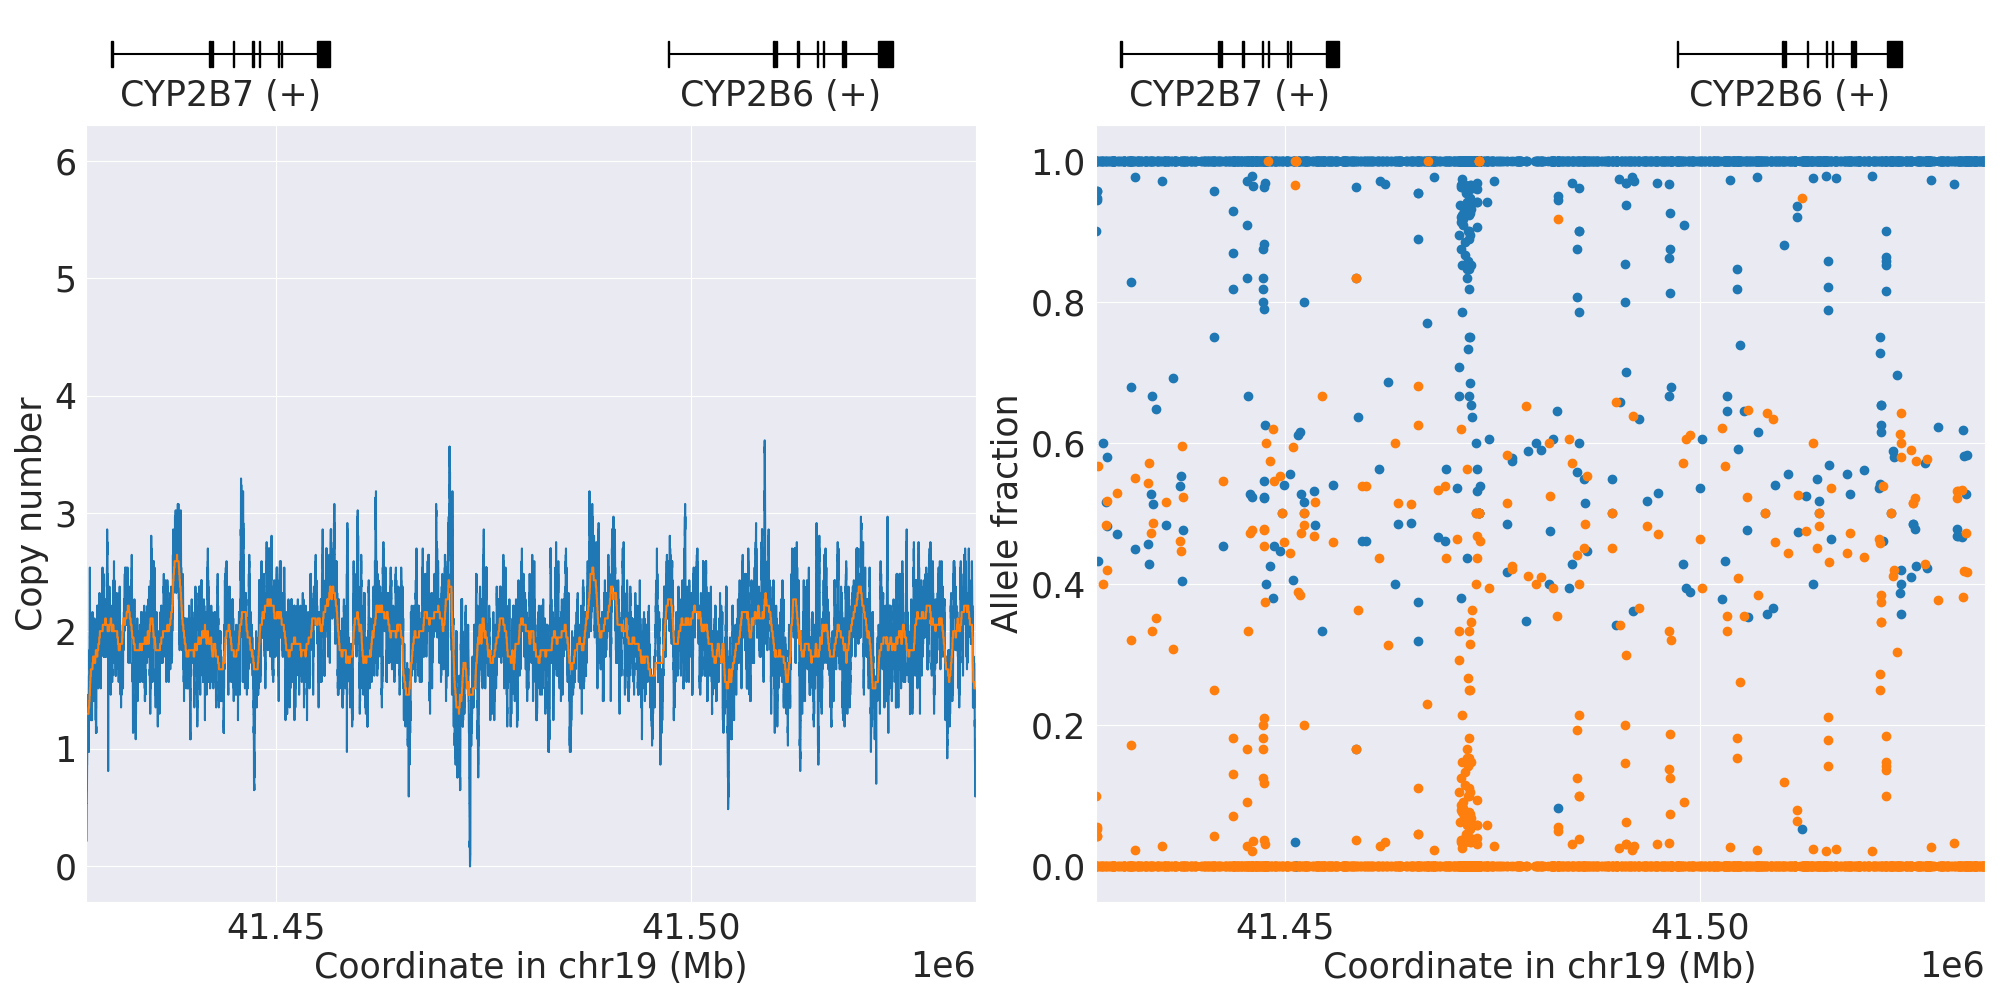 CYP2B7 (+)
CYP2B6 (+)
6
5
4
3
2
1
0
Copy number
41.45
41.50
Coordinate in chr19 (Mb)
1e6
CYP2B7 (+)
CYP2B6 (+)
1.0
0.8
0.6
0.4
0.2
0.0
Allele fraction
41.45
41.50
Coordinate in chr19 (Mb)
1e6